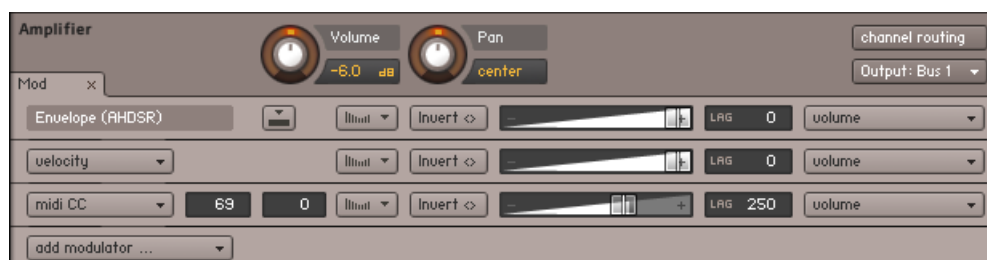 Amplifier
Volume
Pan
channel routing
-6.0 dB
center
Output: Bus 1
Mod x
Envelope (AHDSR) Invert <> - + LAG 0 volume
velocity Invert <> - + LAG 0 volume
midi CC 69 0 Invert <> - + LAG 250 volume
add modulator ...